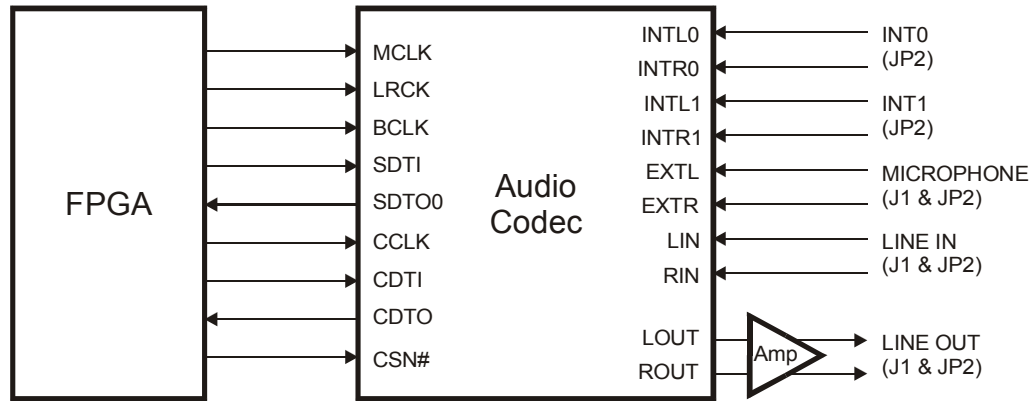 FPGA
MCLK
LRCK
BCLK
SDTI
SDTO0
CCLK
CDTI
CDTO
CSN#
Audio
Codec
INTL0
INTR0
INTL1
INTR1
EXTL
EXTR
LIN
RIN
LOUT
ROUT
Amp
INT0
(JP2)
INT1
(JP2)
MICROPHONE
(J1 & JP2)
LINE IN
(J1 & JP2)
LINE OUT
(J1 & JP2)